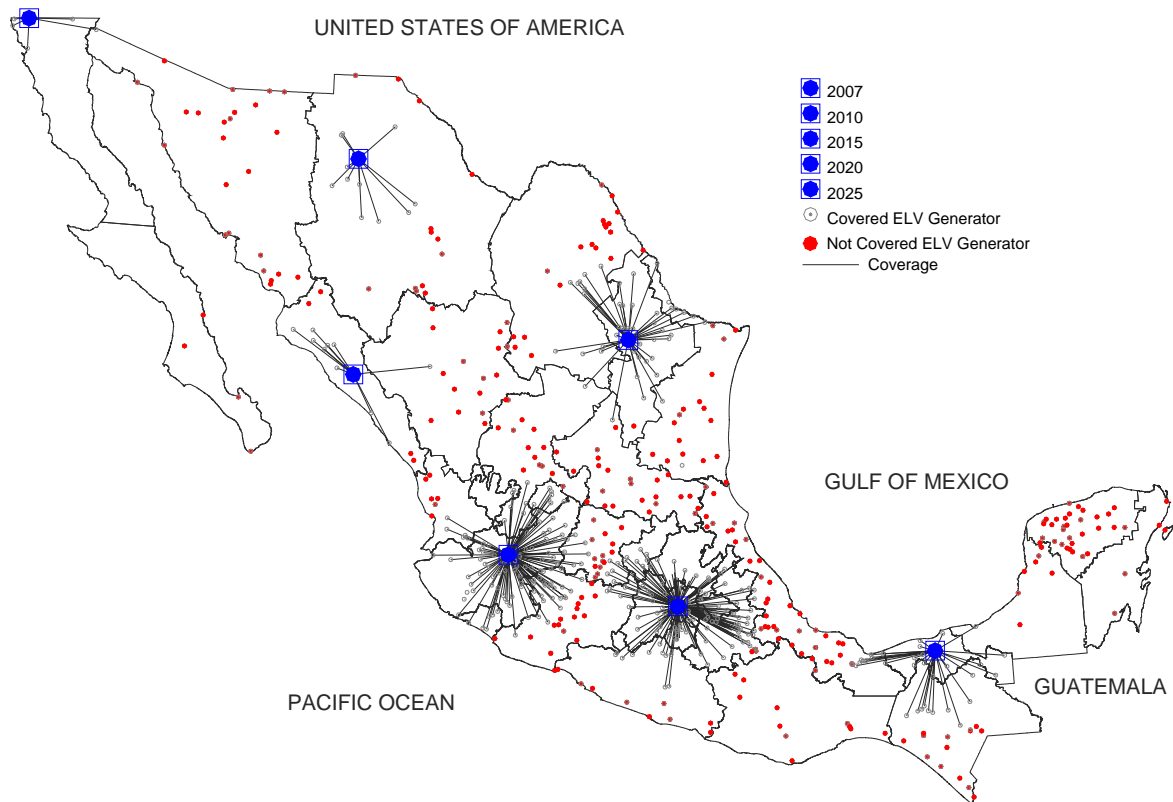 UNITED STATES OF AMERICA
2007
2010
2015
2020
2025
Covered ELV Generator
Not Covered ELV Generator
Coverage
GULF OF MEXICO
GUATEMALA
PACIFIC OCEAN